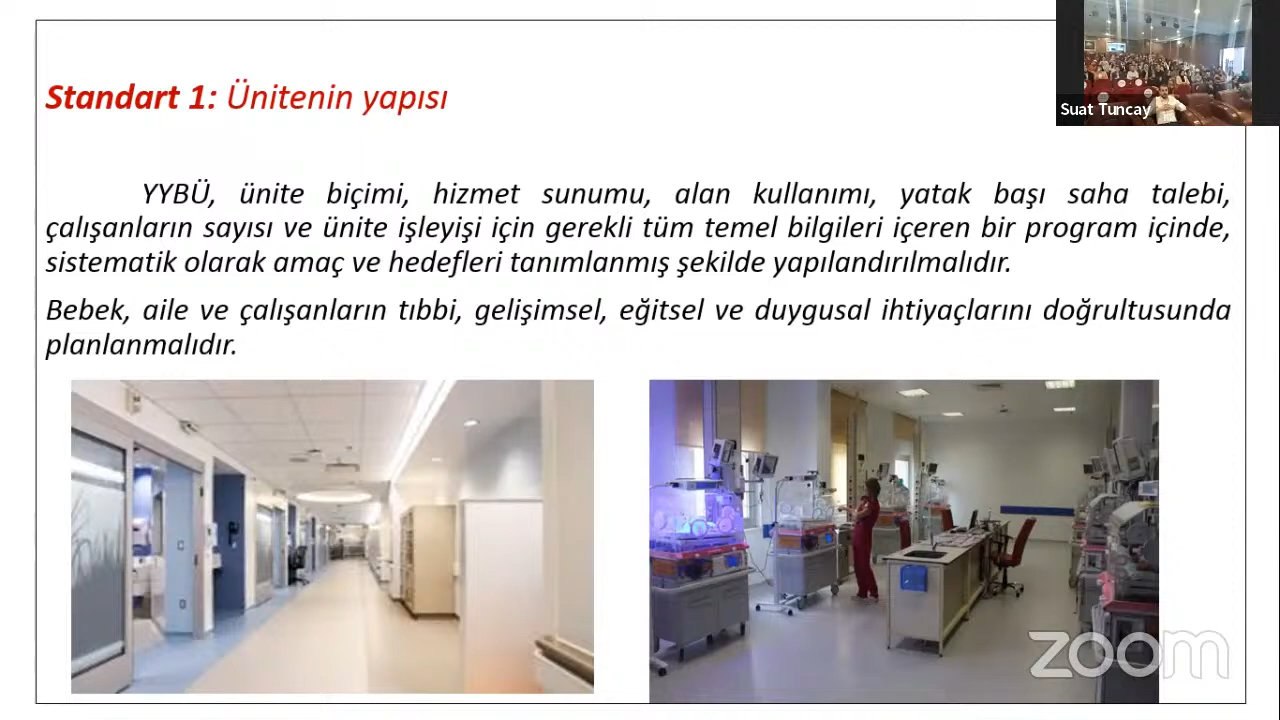 Standart 1: Ünitenin yapısı
Suat Tuncay
YYBÜ, ünite biçimi, hizmet sunumu, alan kullanımı, yatak başı saha talebi,
çalışanların sayısı ve ünite işleyişi için gerekli tüm temel bilgileri içeren bir program içinde,
sistematik olarak amaç ve hedefleri tanımlanmış şekilde yapılandırılmalıdır.
Bebek, aile ve çalışanların tıbbi, gelişimsel, eğitsel ve duygusal ihtiyaçlarını doğrultusunda
planlanmalıdır.
zoom